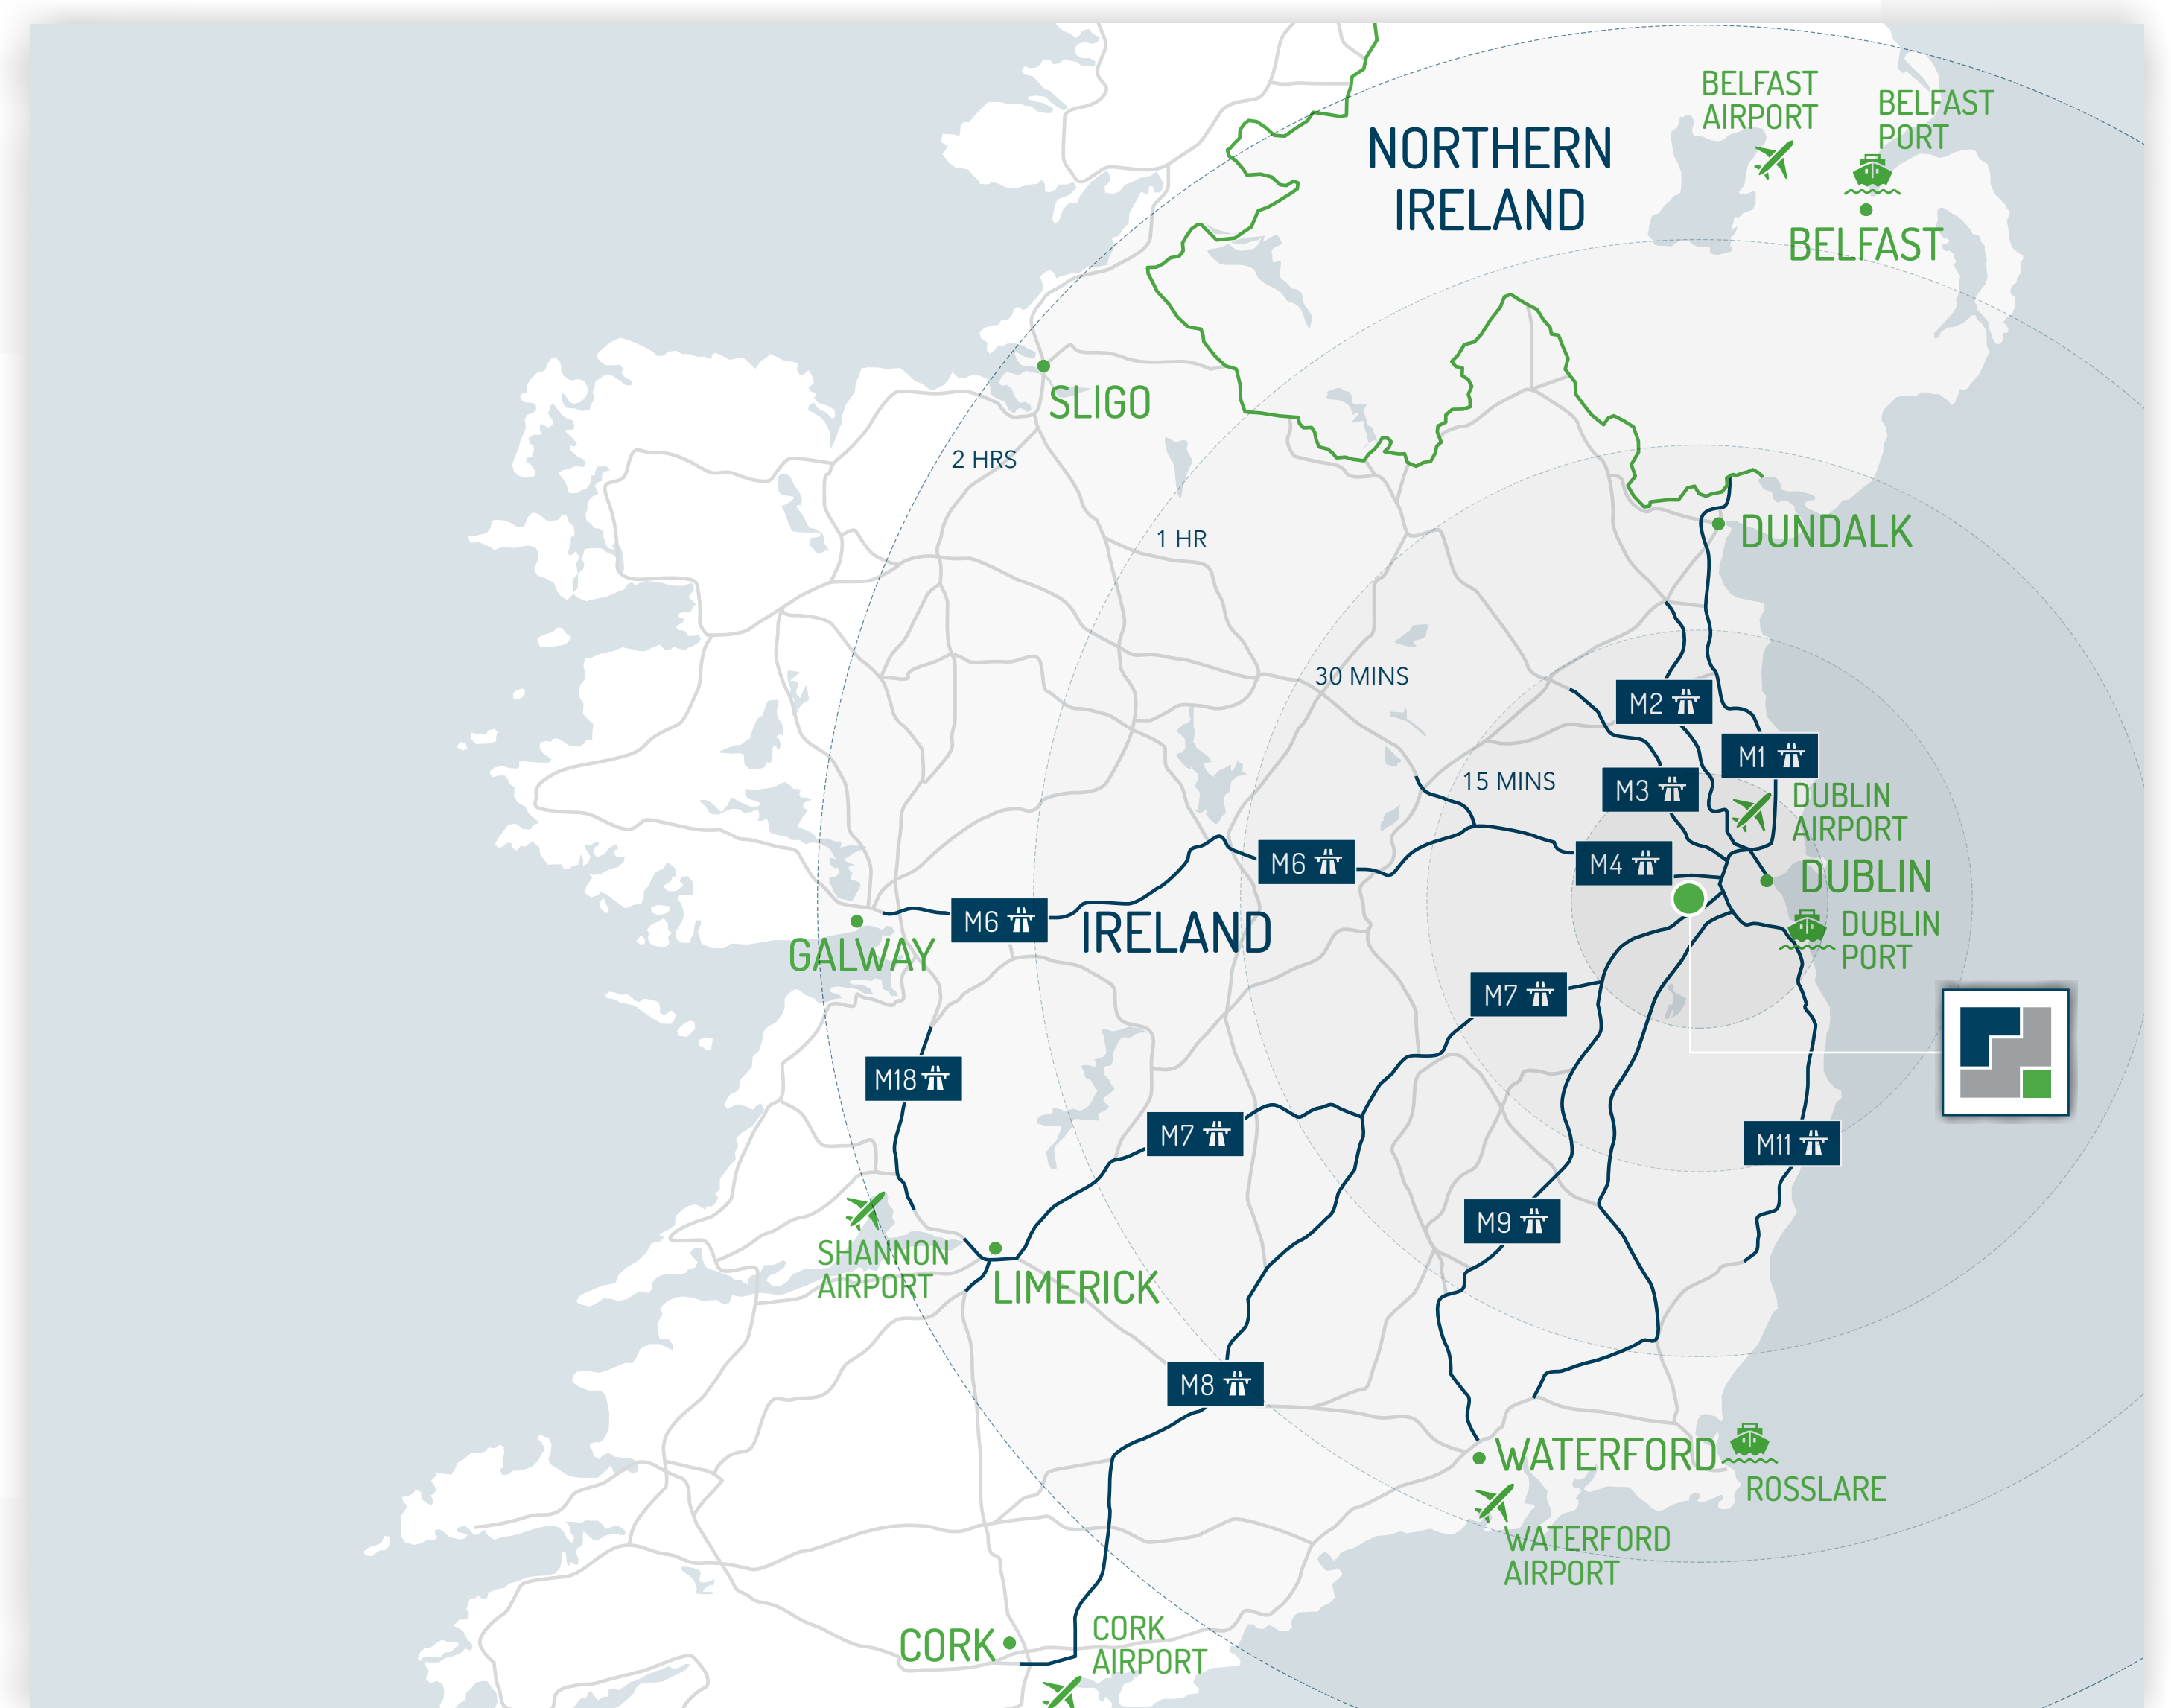 BELFAST
AIRPORT
BELFAST
PORT
NORTHERN
IRELAND
BELFAST
SLIGO
2 HRS
1 HR
DUNDALK
30 MINS
M2
M1
15 MINS
M3
DUBLIN
AIRPORT
M6
M4
DUBLIN
M6
IRELAND
DUBLIN
PORT
GALWAY
M7
M18
M7
M11
M9
SHANNON
AIRPORT
LIMERICK
M8
WATERFORD
ROSSLARE
WATERFORD
AIRPORT
CORK
CORK
AIRPORT